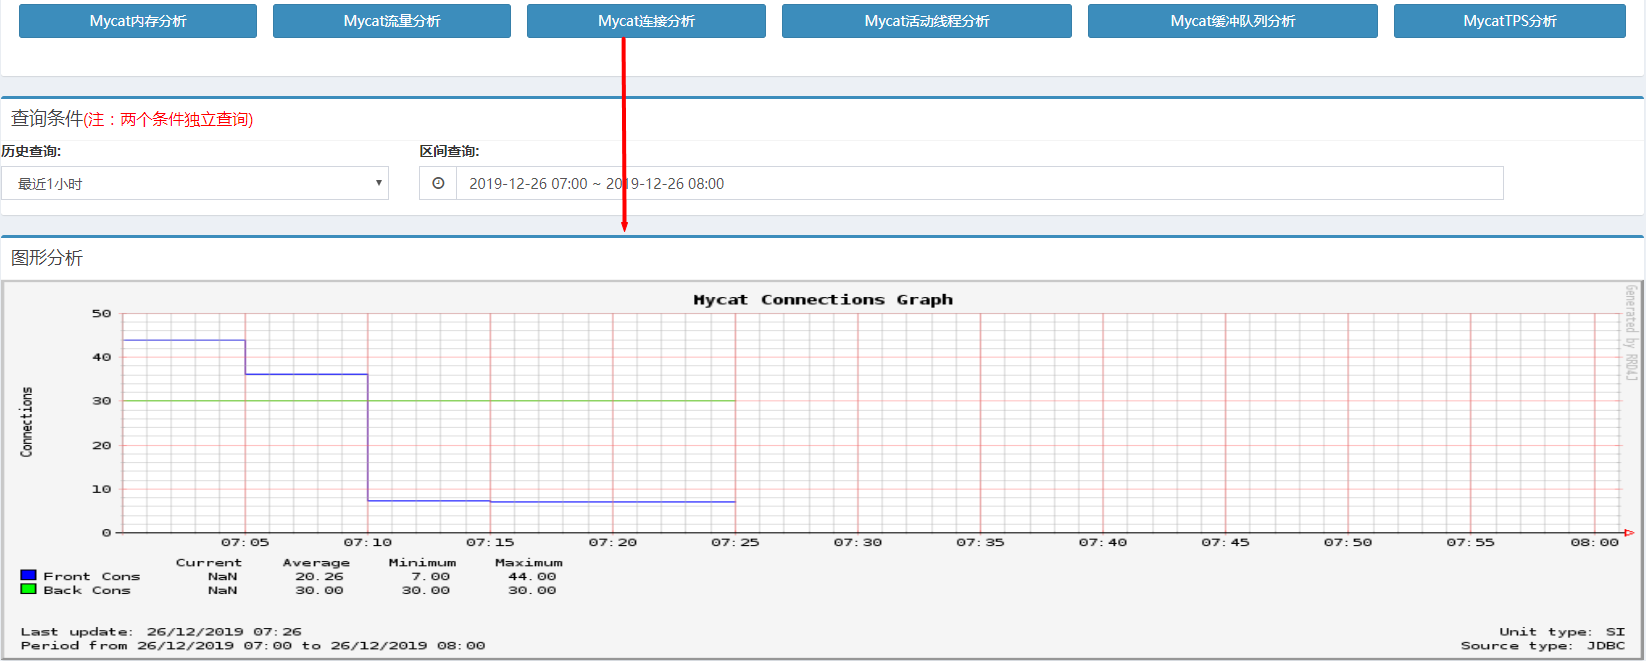 Mycat内存分析 Mycat流量分析 Mycat连接分析 Mycat活动线程分析 Mycat缓冲队列分析 MycatTPS分析
查询条件(注：两个条件独立查询)
历史查询: 区间查询:
最近1小时 2019-12-26 07:00 ~ 2019-12-26 08:00
图形分析
Mycat Connections Graph
Generated by RRD4J
Connections
50
40
30
20
10
0
07:05 07:10 07:15 07:20 07:25 07:30 07:35 07:40 07:45 07:50 07:55 08:00
Current Average Minimum Maximum
Front Cons NaN 20.26 7.00 44.00
Back Cons NaN 30.00 30.00 30.00
Last update: 26/12/2019 07:26 Unit type: SI
Period from 26/12/2019 07:00 to 26/12/2019 08:00 Source type: JDBC